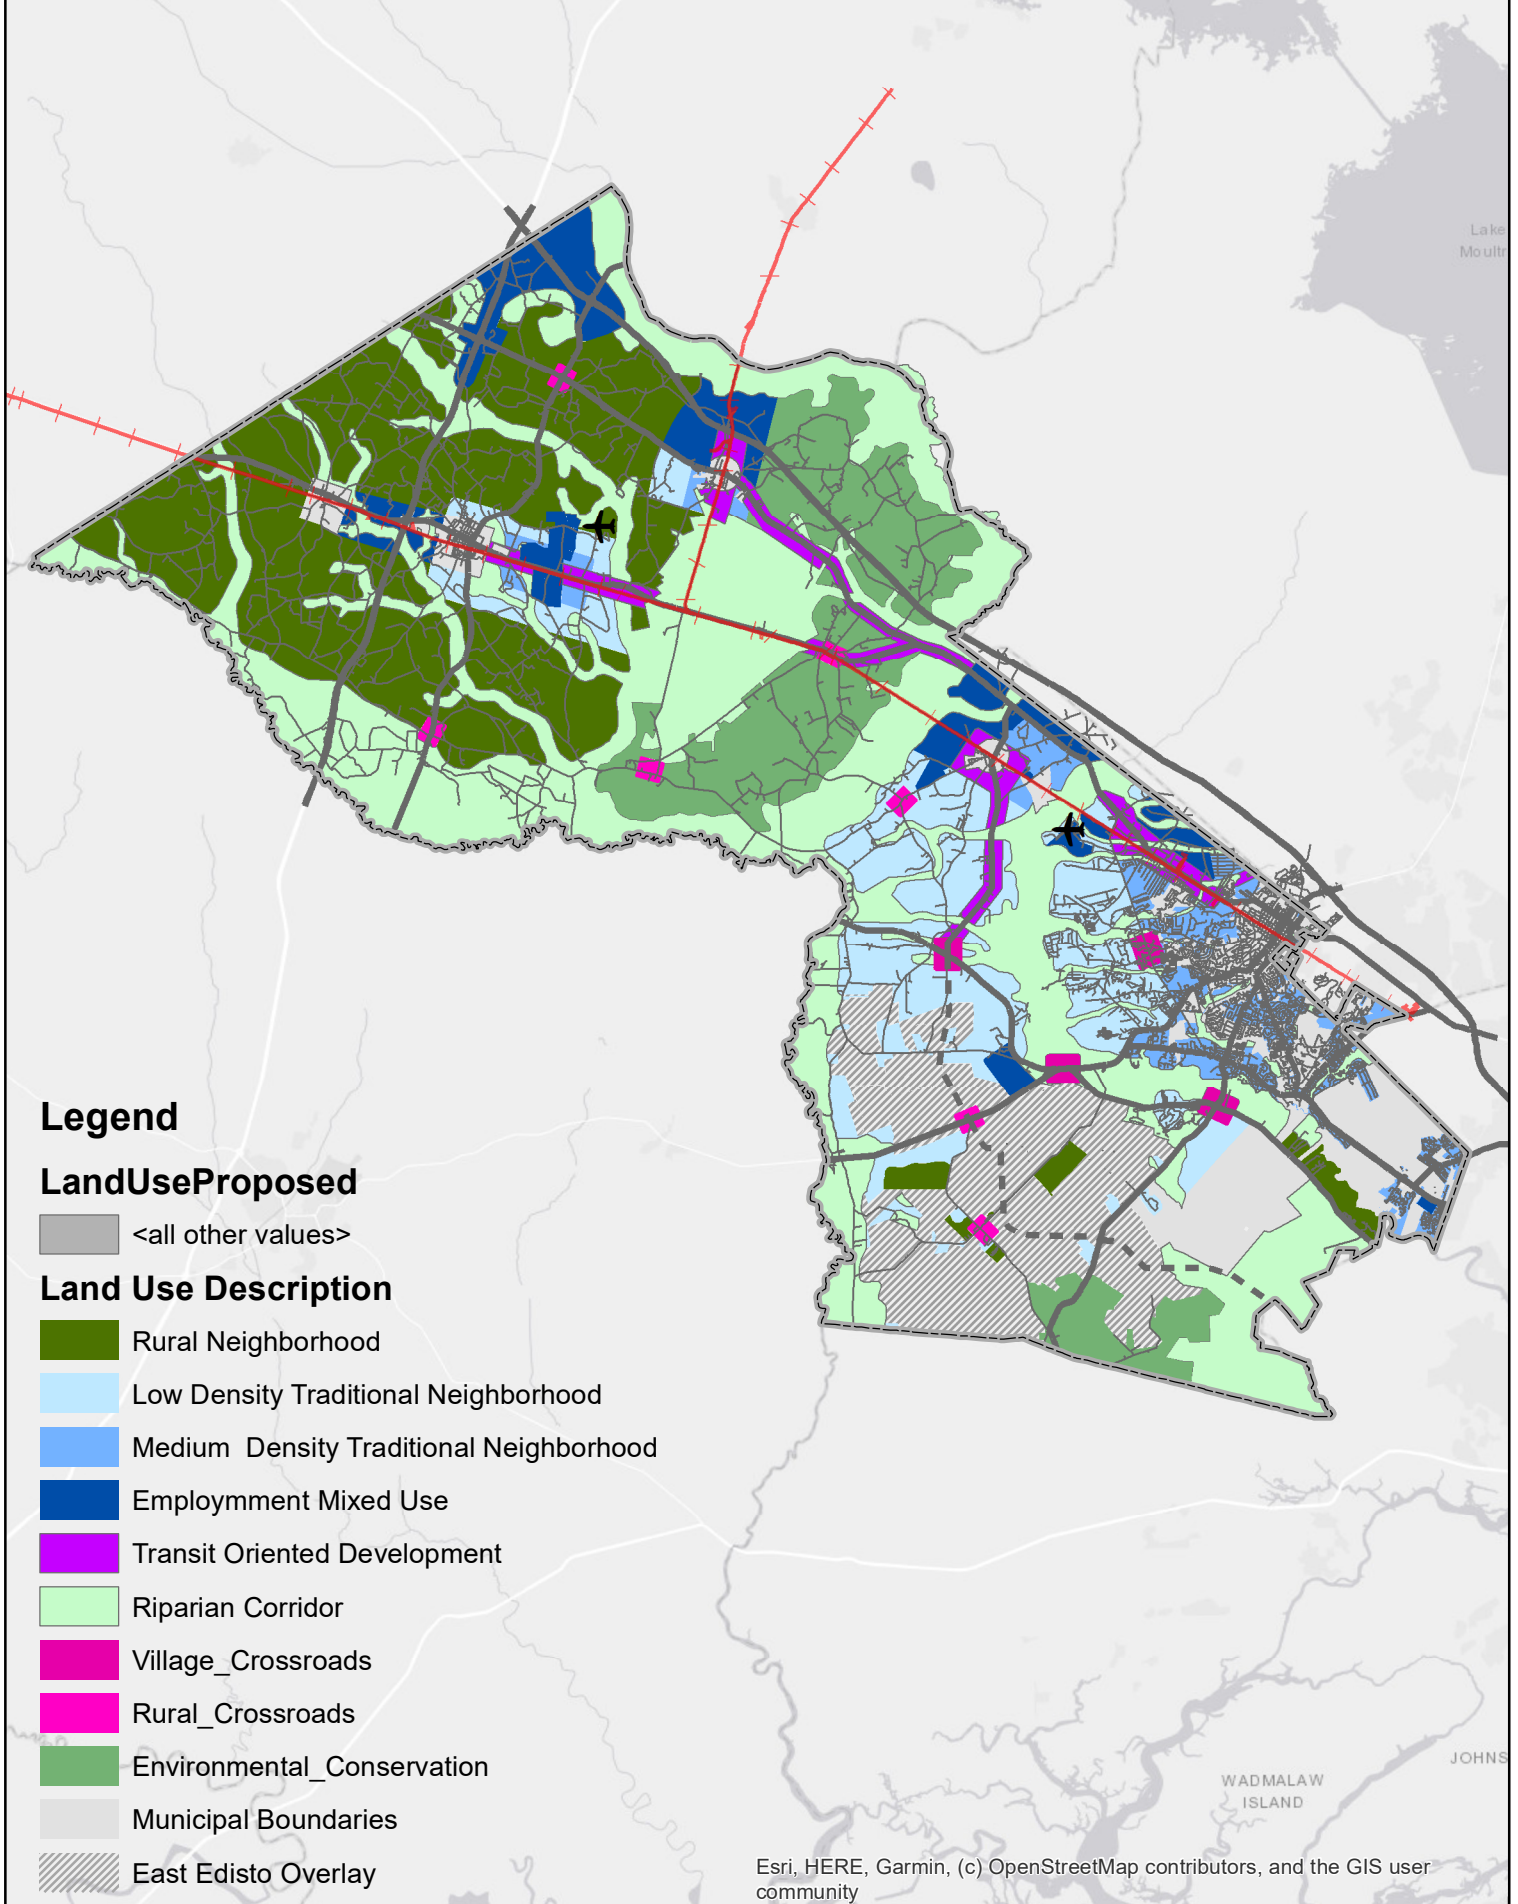 Lake
Moultr
Legend
LandUseProposed
<all other values>
Land Use Description
Rural Neighborhood
Low Density Traditional Neighborhood
Medium  Density Traditional Neighborhood
Employmment Mixed Use
Transit Oriented Development
Riparian Corridor
Village_Crossroads
Rural_Crossroads
Environmental_Conservation
Municipal Boundaries
East Edisto Overlay
JOHNS
WADMALAW
ISLAND
Esri, HERE, Garmin, (c) OpenStreetMap contributors, and the GIS user
community